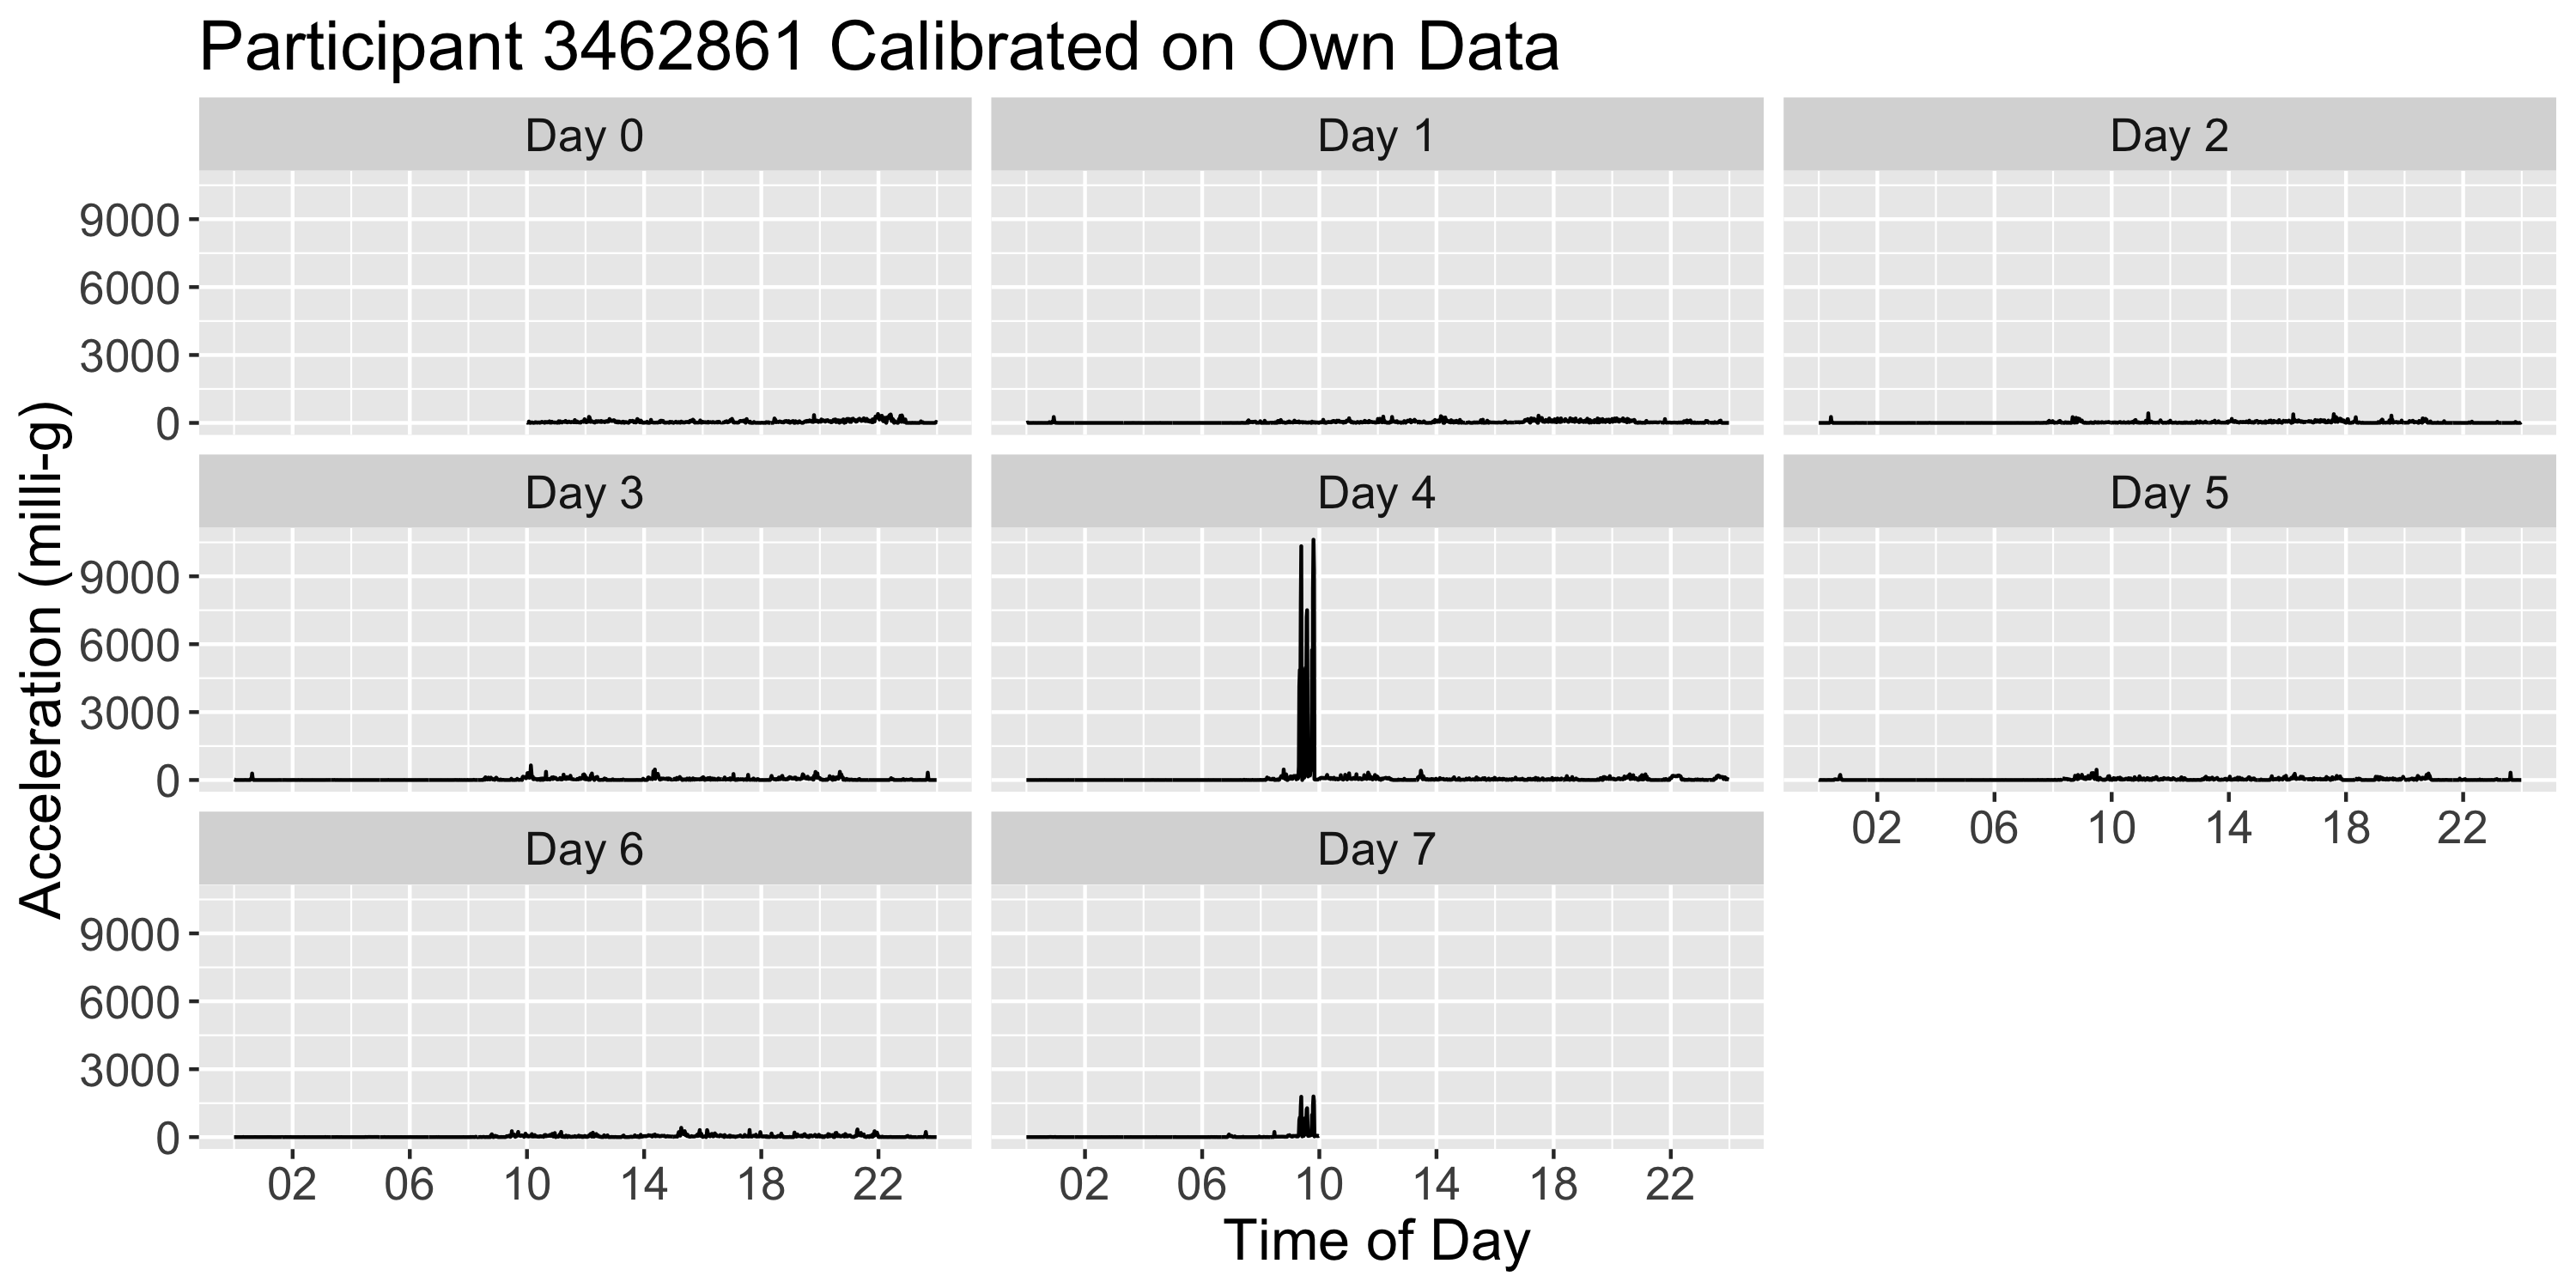 Participant 3462861 Calibrated on Own Data
Day 0 Day 1 Day 2
9000
6000
3000
0
Day 3 Day 4 Day 5
9000
6000
3000
0
02 06 10 14 18 22
Day 6 Day 7
9000
6000
3000
0
02 06 10 14 18 22 02 06 10 14 18 22
Time of Day
Acceleration (milli-g)